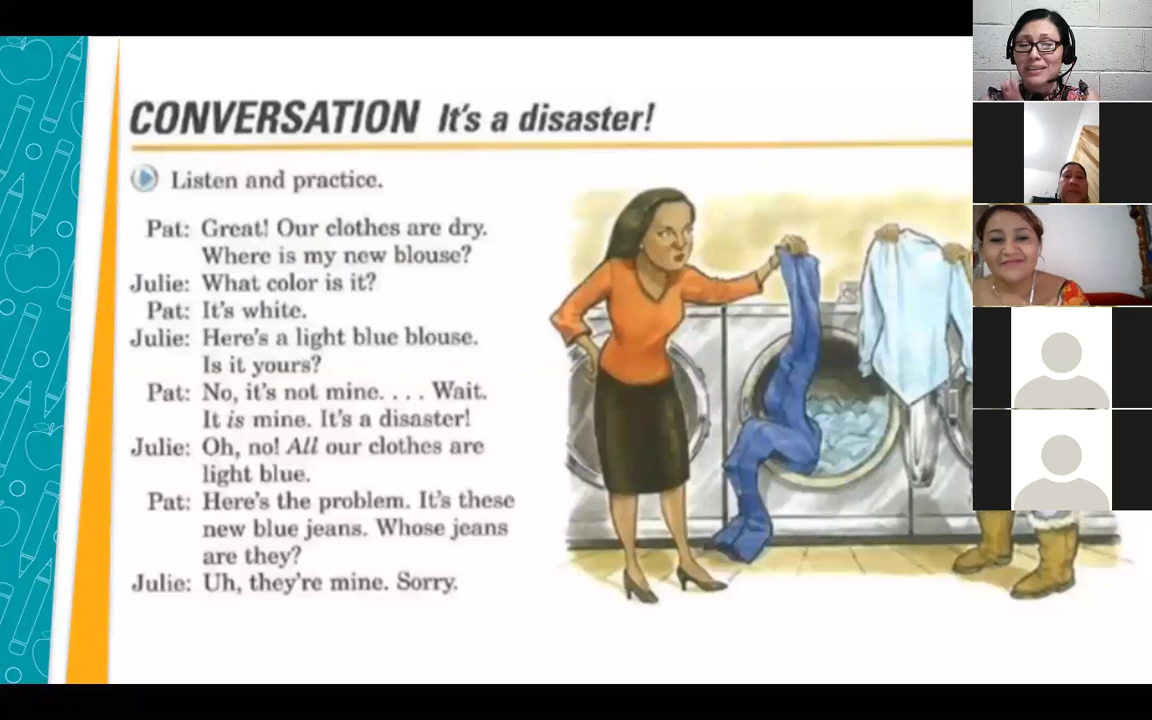 CONVERSATION It's a disaster!
Listen and practice.
Pat: Great! Our clothes are dry.
Where is my new blouse?
Julie: What color is it?
Pat: It's white.
Julie: Here's a light blue blouse.
Is it yours?
Pat: No, it's not mine. . . . Wait.
It is mine. It's a disaster!
Julie: Oh, no! All our clothes are
light blue.
Pat: Here's the problem. It's these
new blue jeans. Whose jeans
are they?
Julie: Uh, they're mine. Sorry.